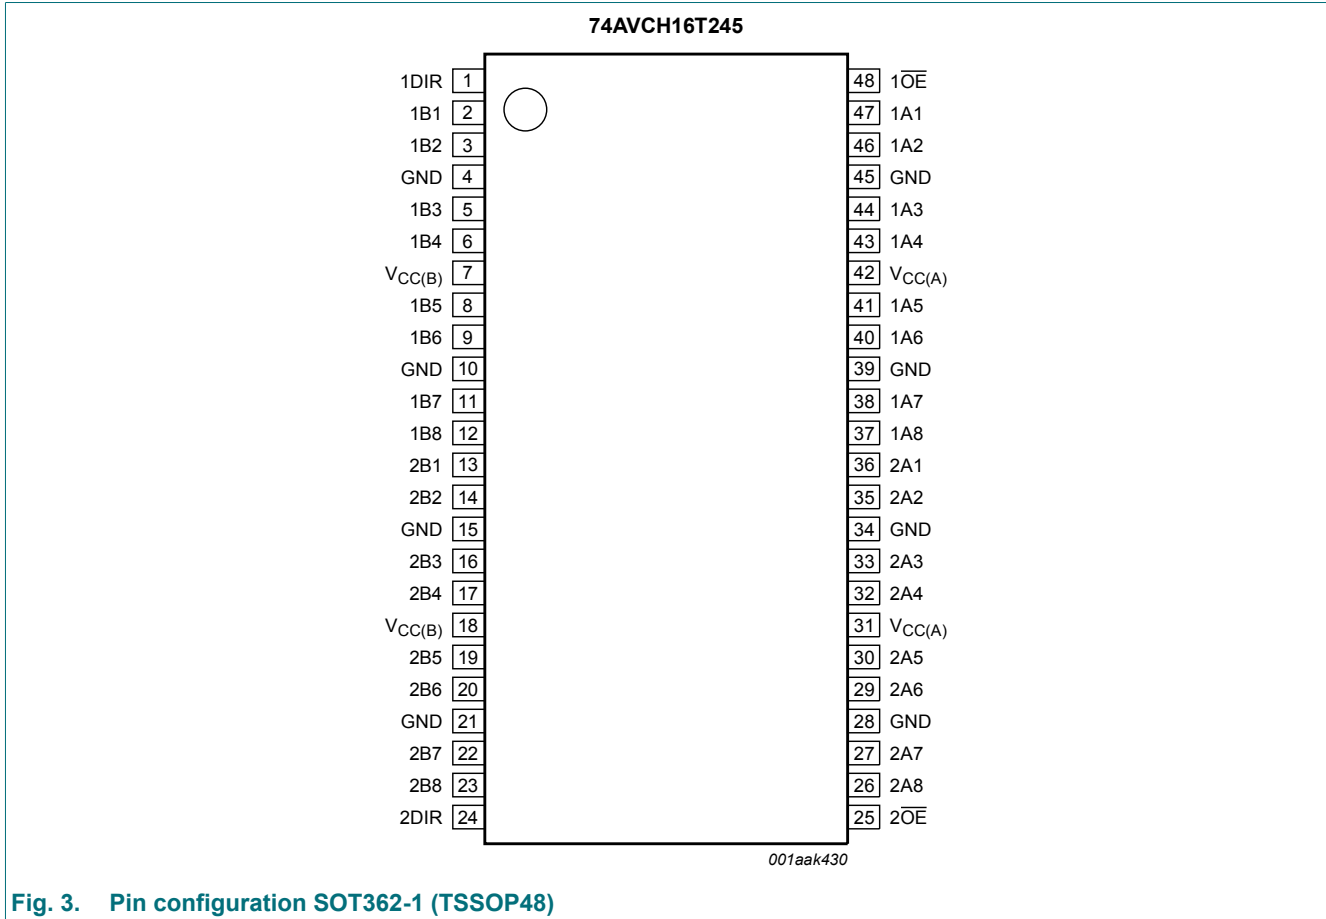 74AVCH16T245
1DIR 1 48 1OE
1B1 2 47 1A1
1B2 3 46 1A2
GND 4 45 GND
1B3 5 44 1A3
1B4 6 43 1A4
VCC(B) 7 42 VCC(A)
1B5 8 41 1A5
1B6 9 40 1A6
GND 10 39 GND
1B7 11 38 1A7
1B8 12 37 1A8
2B1 13 36 2A1
2B2 14 35 2A2
GND 15 34 GND
2B3 16 33 2A3
2B4 17 32 2A4
VCC(B) 18 31 VCC(A)
2B5 19 30 2A5
2B6 20 29 2A6
GND 21 28 GND
2B7 22 27 2A7
2B8 23 26 2A8
2DIR 24 25 2OE
001aak430
Fig. 3. Pin configuration SOT362-1 (TSSOP48)